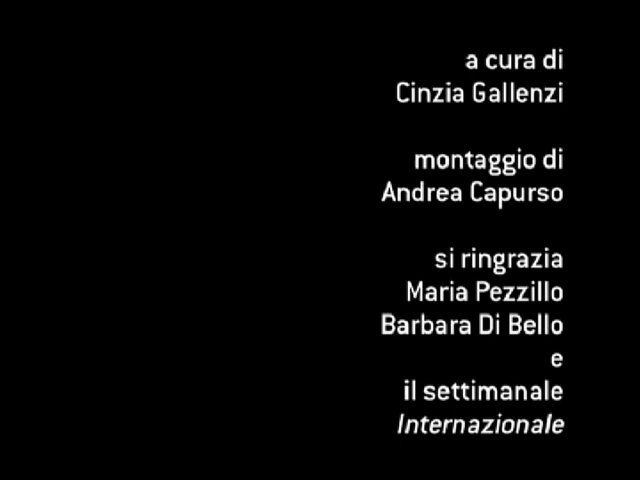 a cura di
Cinzia Gallenzi
montaggio di
Andrea Capurso
si ringrazia
Maria Pezzillo
Barbara Di Bello
e
il settimanale
Internazionale